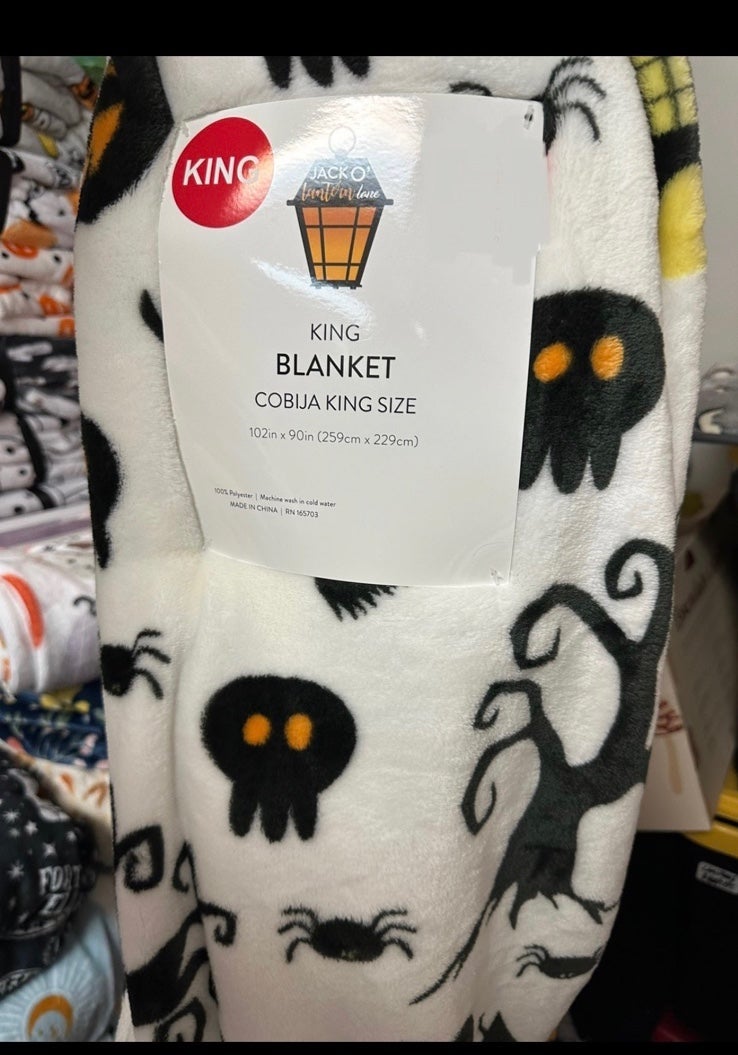 KING
JACK O'
lantern lane
KING
BLANKET
COBIJA KING SIZE
102in x 90in (259cm x 229cm)
100% Polyester | Machine wash in cold water
MADE IN CHINA | RN 165703